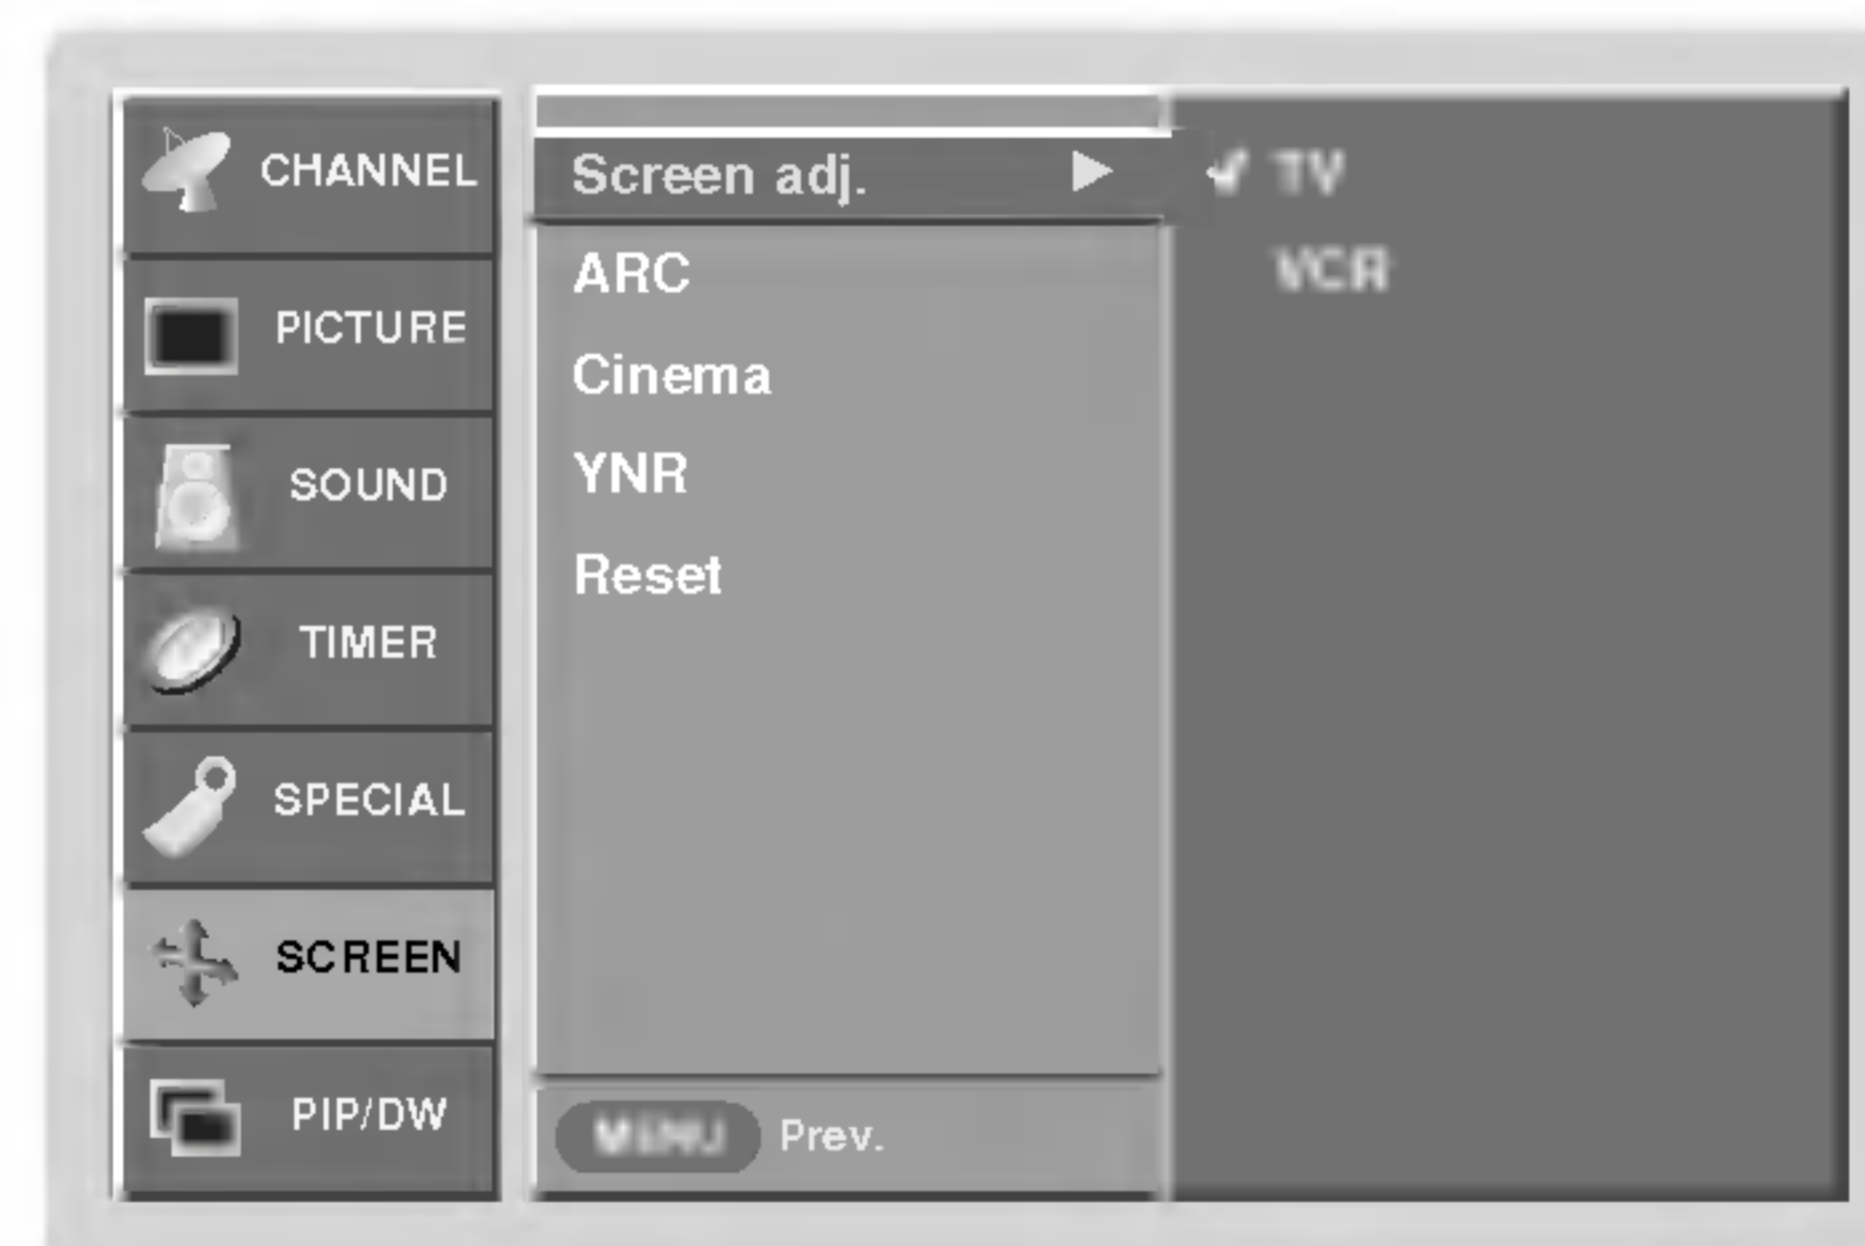 CHANNEL
PICTURE
SOUND
TIMER
SPECIAL
SCREEN
PIP/DW
Screen adj.
ARC
Cinema
YNR
Reset
MENU Prev.
TV
VCR